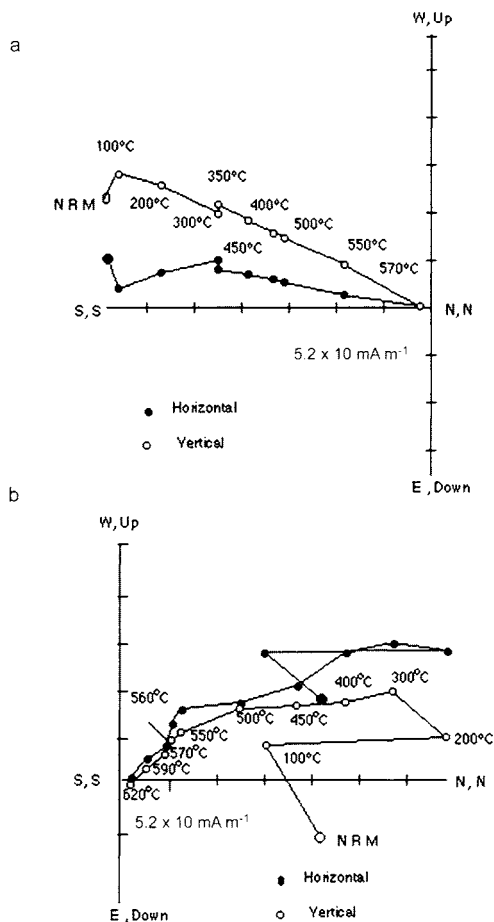 a
W,Up
100°C
350°C
NRM
200°C
400°C
300°C
500°C
450°C
550°C
570°C
S,S
N,N
5.2 x 10 mA m-1
Horizontal
Vertical
E,Down
b
W,Up
560°C
400°C
300°C
550°C
500°C
450°C
570°C
200°C
100°C
S,S
590°C
N,N
620°C
5.2 x 10 mA m-1
NRM
Horizontal
Vertical
E,Down